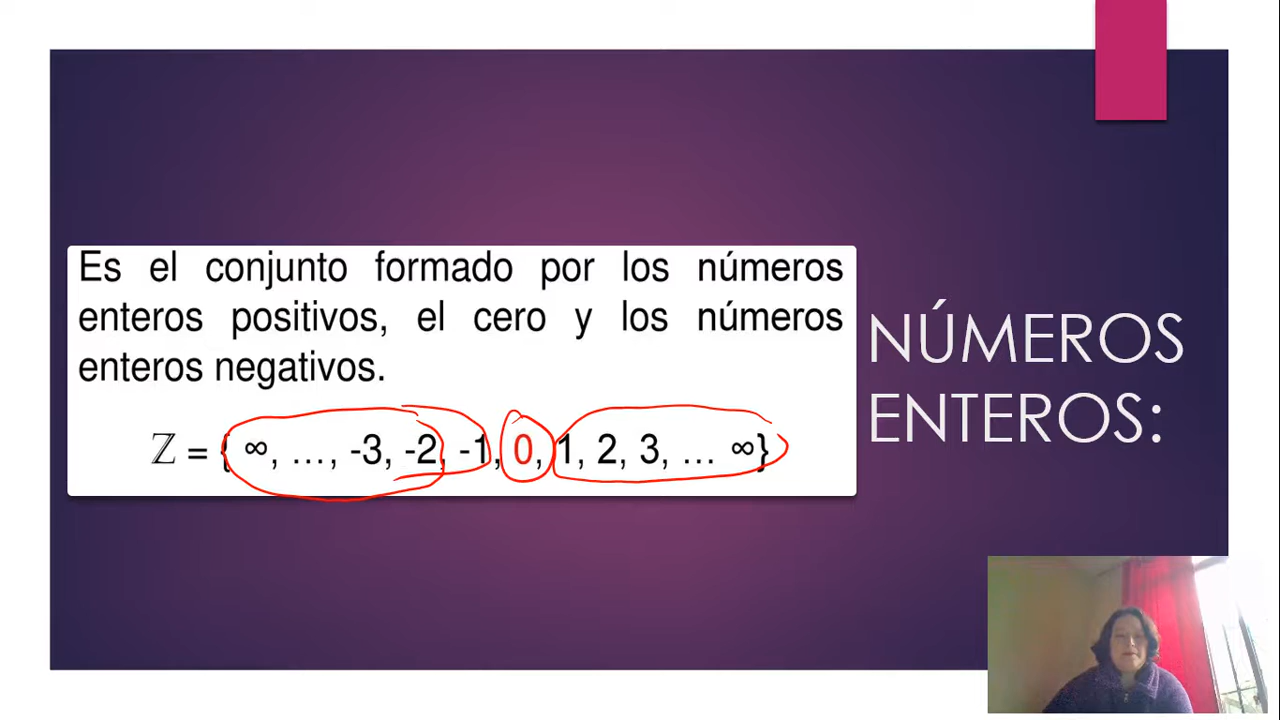 Es el conjunto formado por los números
enteros positivos, el cero y los números
enteros negativos.
ℤ = { ∞, …, -3, -2, -1, 0, 1, 2, 3, … ∞}
NÚMEROS
ENTEROS: